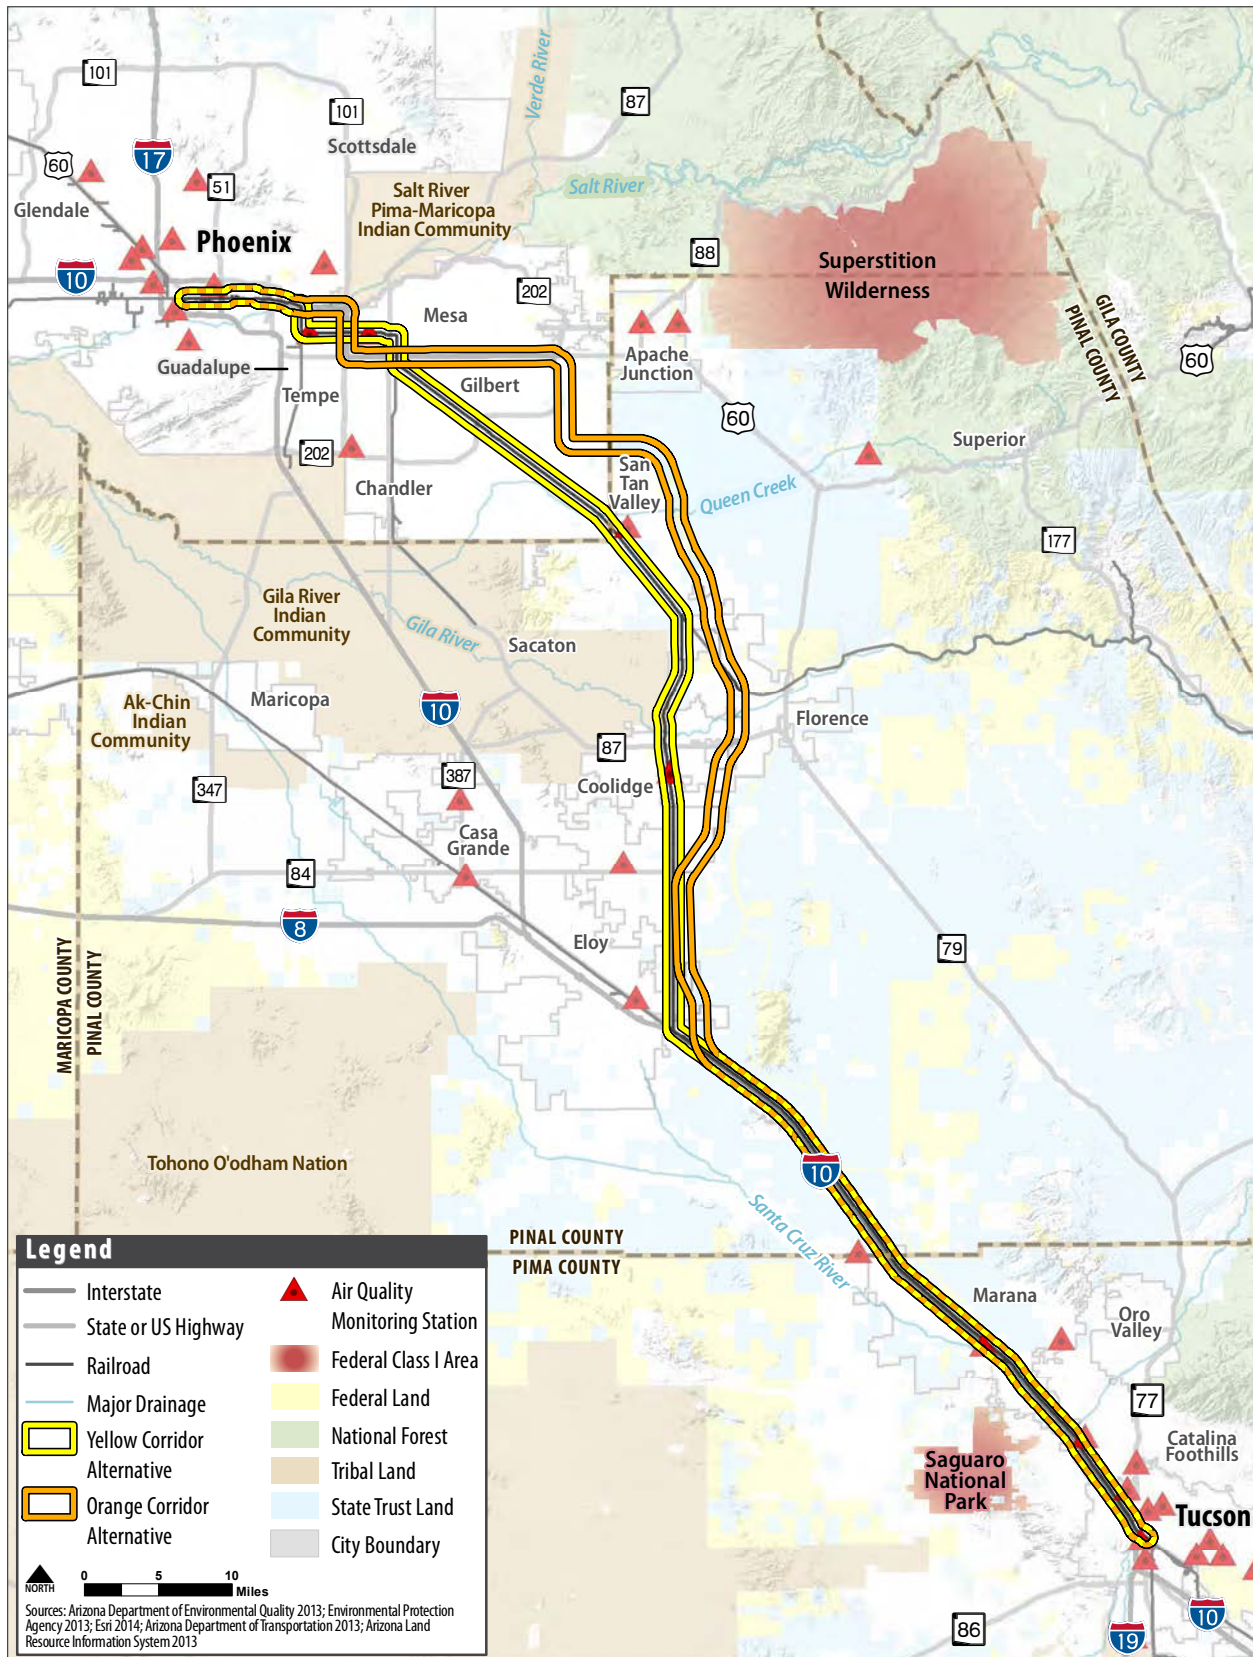 101
101
87
Verde River
Scottsdale
60
17
51
Glendale
Salt River
Pima-Maricopa
Indian Community
Salt River
Phoenix
88
Superstition
Wilderness
10
202
Mesa
GILA COUNTY
PINAL COUNTY
Apache
Junction
60
Guadalupe
Tempe
Gilbert
60
Superior
202
Chandler
San
Tan
Valley
Queen Creek
177
Gila River
Indian
Community
Gila River
Sacaton
Ak-Chin
Indian
Community
Maricopa
10
Florence
87
387
Coolidge
347
Casa
Grande
84
8
Eloy
79
MARICOPA COUNTY
PINAL COUNTY
Tohono O'odham Nation
10
Santa Cruz River
PINAL COUNTY
PIMA COUNTY
Marana
Oro
Valley
77
Catalina
Foothills
Saguaro
National
Park
Tucson
86
19
10
Legend
Interstate
State or US Highway
Railroad
Major Drainage
Yellow Corridor
Alternative
Orange Corridor
Alternative
Air Quality
Monitoring Station
Federal Class I Area
Federal Land
National Forest
Tribal Land
State Trust Land
City Boundary
NORTH
0 5 10
Miles
Sources: Arizona Department of Environmental Quality 2013; Environmental Protection
Agency 2013; Esri 2014; Arizona Department of Transportation 2013; Arizona Land
Resource Information System 2013